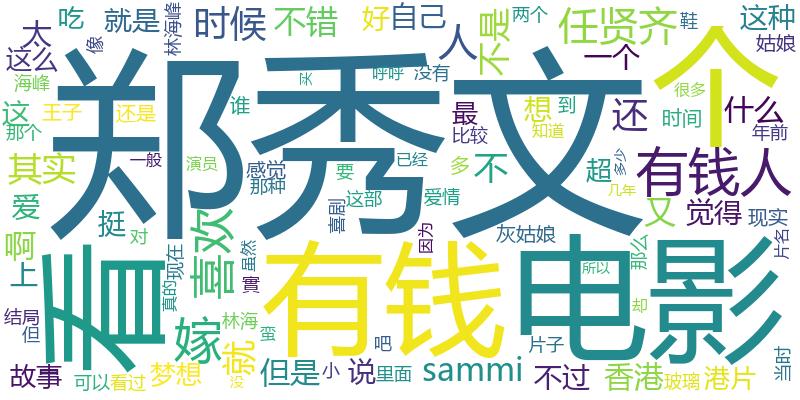 吃 就是 林海峰 时候 不错 好 自己 两个 鞋 这种
太 像 人 不是 任贤齐 姑娘
这么 个
海峰 郑秀文 没有 呼呼 买 一个 很多
这 王子 还是 谁 最 想 到 还 时间 什么
那个 比较 知道 年前
其实 一般 演员 感觉 要 已经 多 不 超 多少 有钱人
爱 挺 那种 这部 爱情 几年 又 觉得 现实
啊 对 喜欢 喜剧 因为 灰姑娘 那么 片名
上 看 现在 虽然 有钱 电影
真的 寶 所以
结局 嫁 林海 却
但 就 蛮 吧 片子 当时
故事 可以 看过 梦想 没 但是 小 说 里面 sammi 不过 香港 玻璃 港片